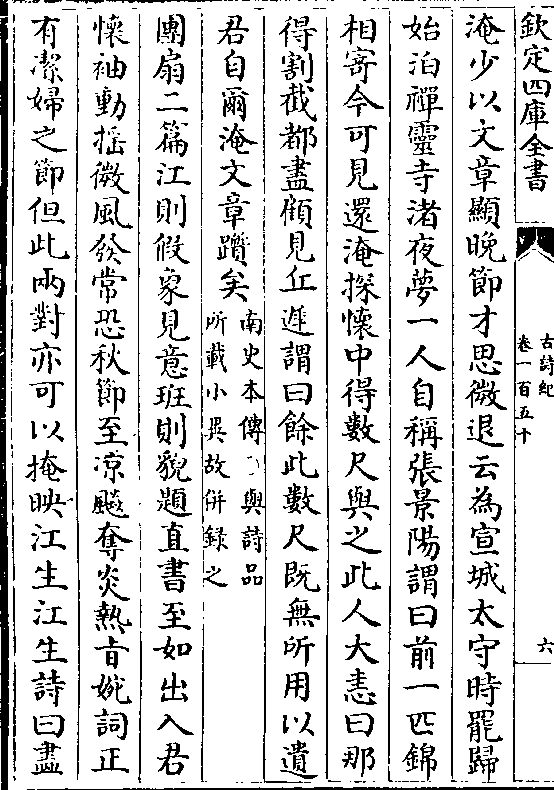 欽定四庫全書
古詩紀
卷一百五十
六
淹少以文章顯晚節才思微退云為宣城太守時罷歸
始泊禪靈寺渚夜夢一人自稱張景陽謂曰前一匹錦
相寄今可見還淹探懷中得數尺與之此人大恚曰那
得割截都盡顧見丘遲謂曰餘此數尺既無所用以遺
君自爾淹文章躓矣南史本傳與詩品
所載小異故併錄之
團扇二篇江則假象見意班則貌題直書至如出入君
懷袖動揺微風發常恐秋節至凉飈奪炎熱旨婉詞正
有潔婦之節但此兩對亦可以掩映江生江生詩曰盡